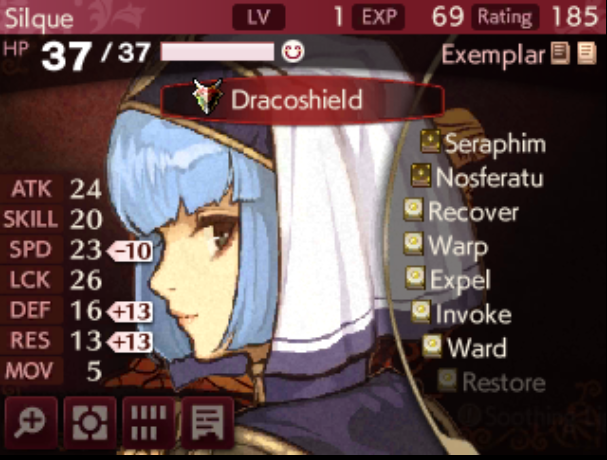 Silque LV 1 EXP 69 Rating 185
HP 37 / 37 Exemplar
Dracoshield
Seraphim
Nosferatu
Recover
Warp
Expel
Invoke
Ward
Restore
ATK 24
SKILL 20
SPD 23 -10
LCK 26
DEF 16 +13
RES 13 +13
MOV 5